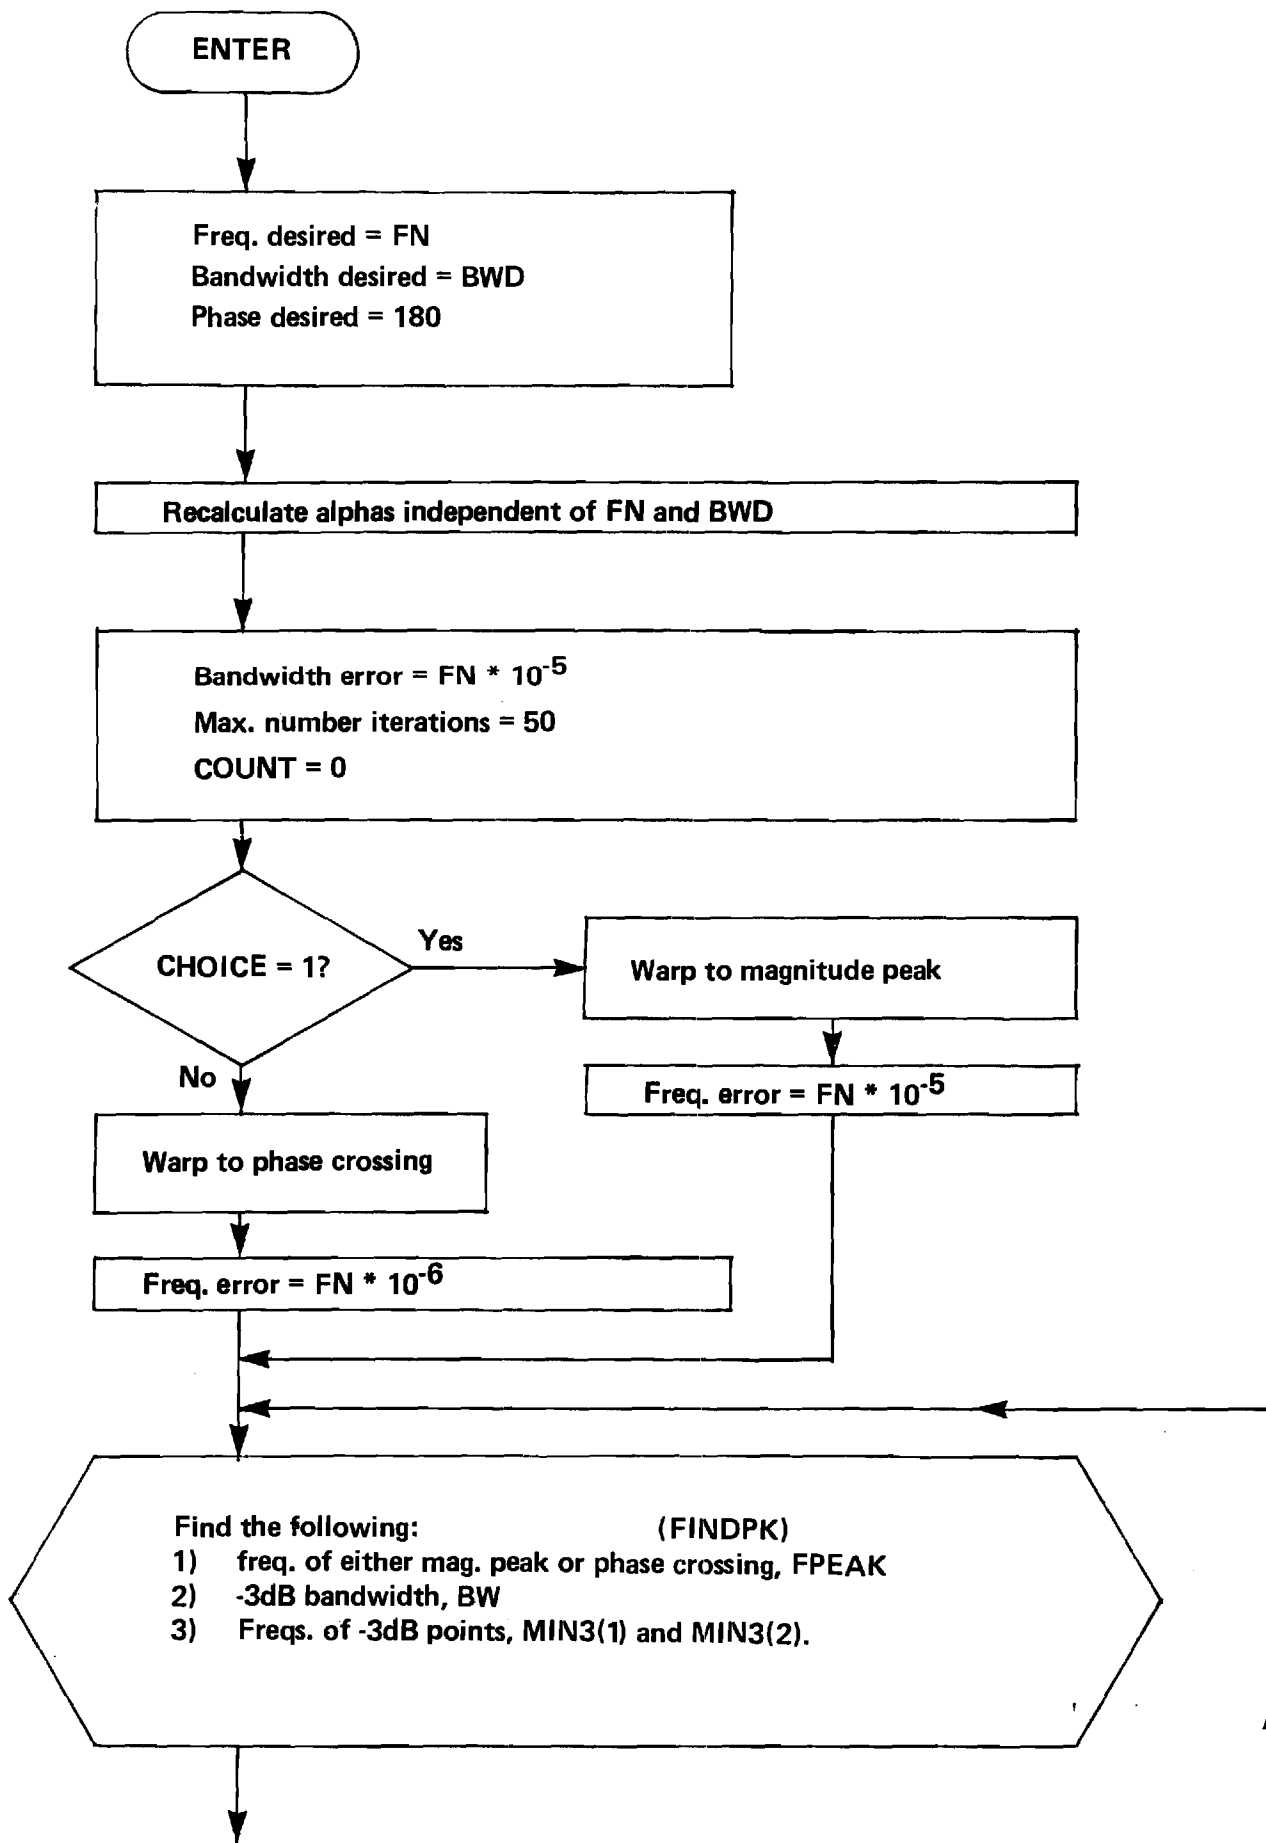 ENTER
Freq. desired = FN
Bandwidth desired = BWD
Phase desired = 180
Recalculate alphas independent of FN and BWD
Bandwidth error = FN * 10-5
Max. number iterations = 50
COUNT = 0
CHOICE = 1?
Yes
Warp to magnitude peak
Freq. error = FN * 10-5
No
Warp to phase crossing
Freq. error = FN * 10-6
Find the following: (FINDPK)
1) freq. of either mag. peak or phase crossing, FPEAK
2) -3dB bandwidth, BW
3) Freqs. of -3dB points, MIN3(1) and MIN3(2).